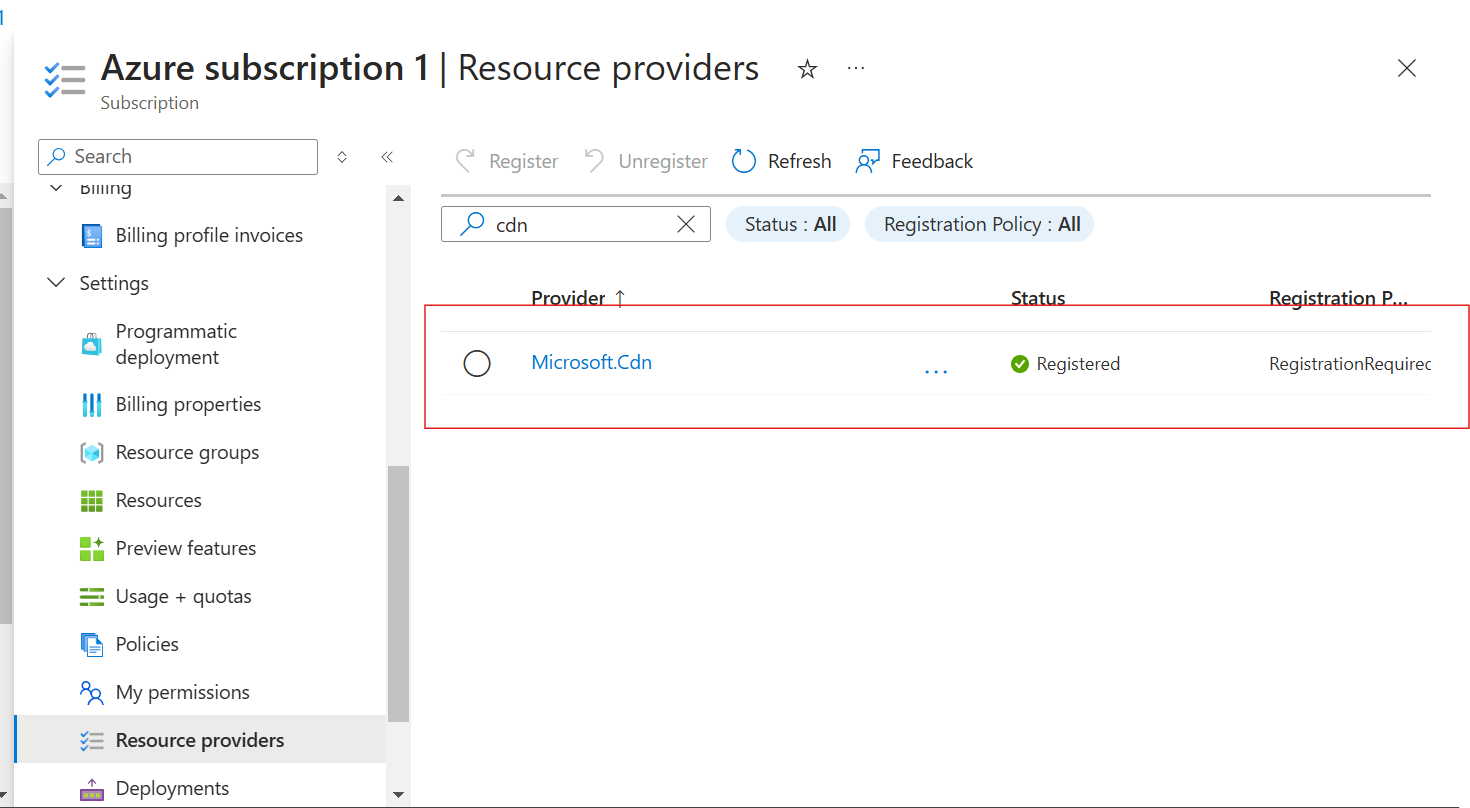 1
Azure subscription 1 | Resource providers
Subscription
Search
Register
Unregister
Refresh
Feedback
Billing
Billing profile invoices
Settings
Programmatic
deployment
Billing properties
Resource groups
Resources
Preview features
Usage + quotas
Policies
My permissions
Resource providers
Deployments
cdn
Status : All
Registration Policy : All
Provider ↑
Status
Registration P...
Microsoft.Cdn
...
Registered
RegistrationRequired